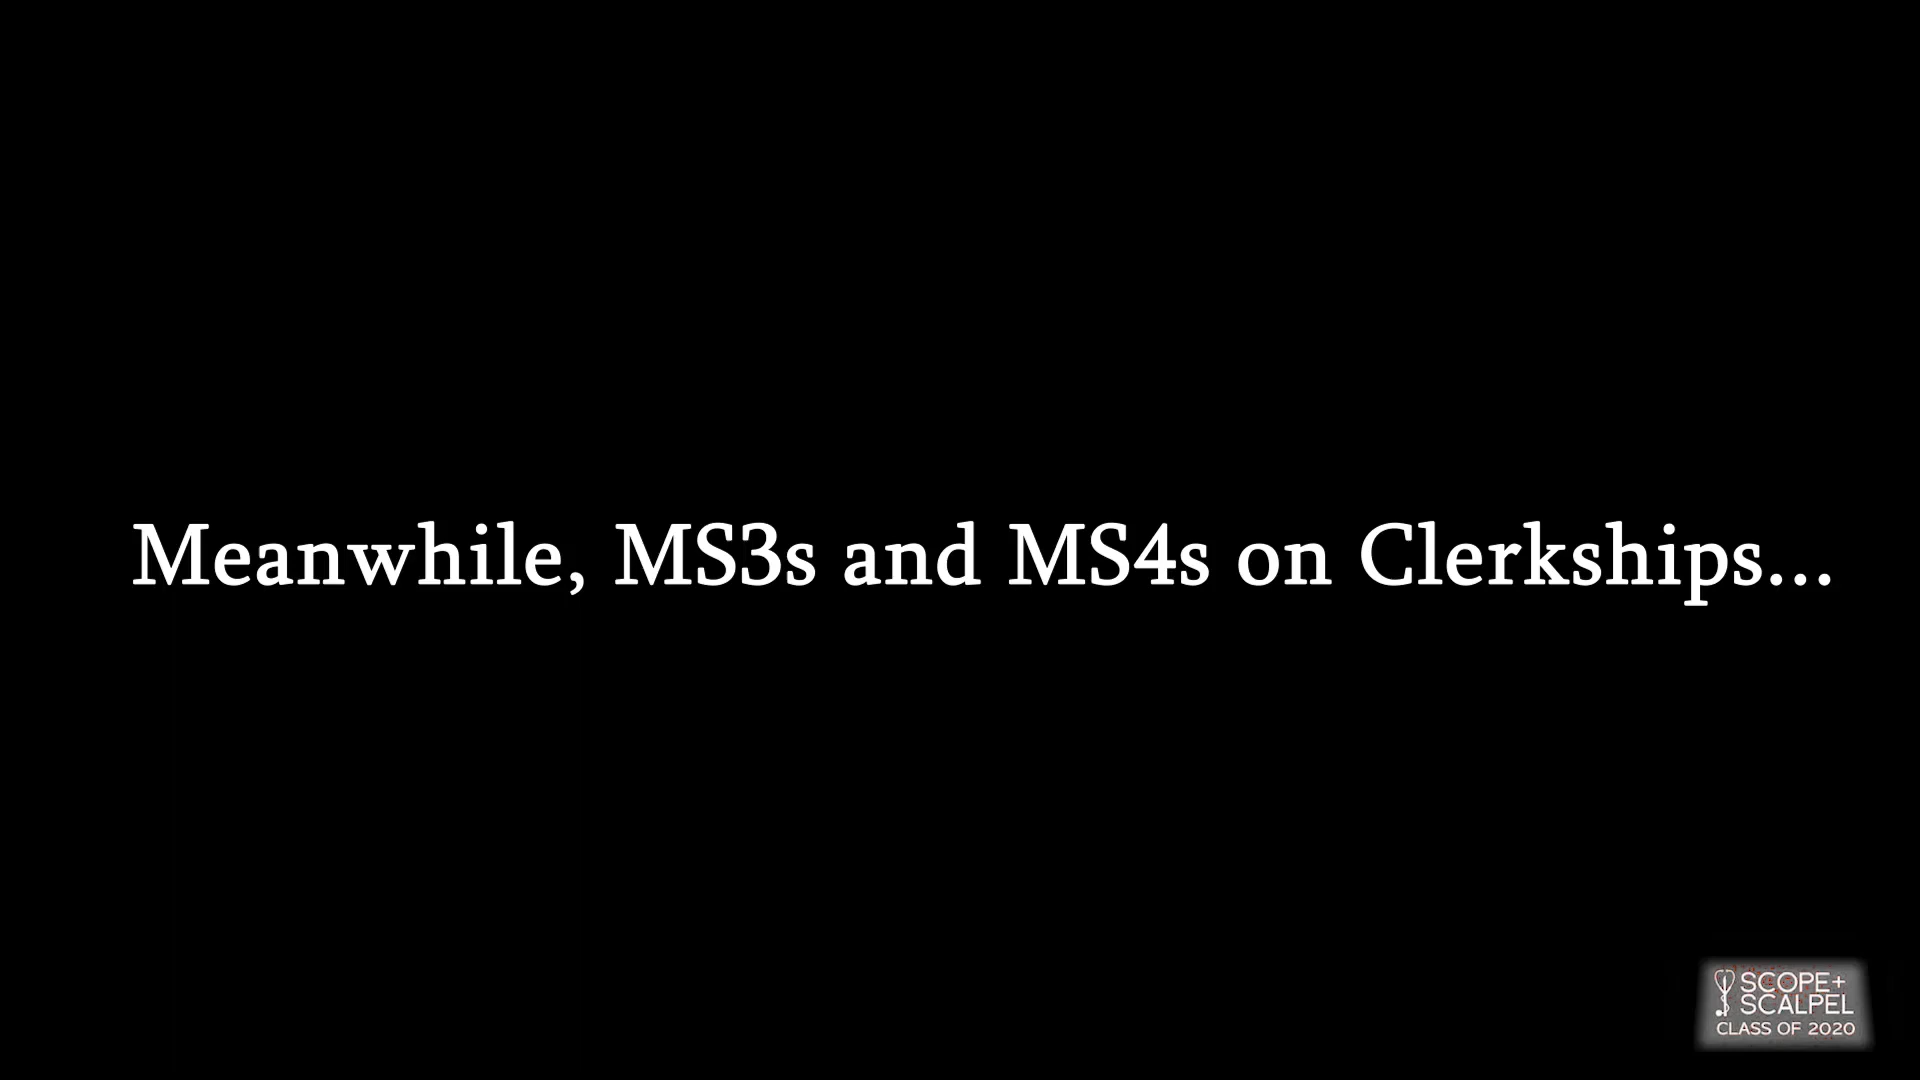 Meanwhile, MS3s and MS4s on Clerkships...
SCOPE+
SCALPEL
CLASS OF 2020